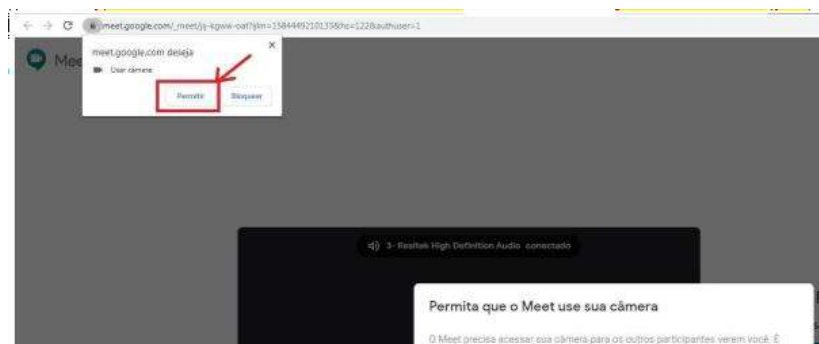 meet.google.com/_meet/jq-kgww-oat?ijlm=1584449210133&hs=122&authuser=1
Mee
meet.google.com deseja
×
Usar câmera
Permitir
Bloquear
3- Realtek High Definition Audio conectado
Permita que o Meet use sua câmera
O Meet precisa acessar sua câmera para os outros participantes verem você. É